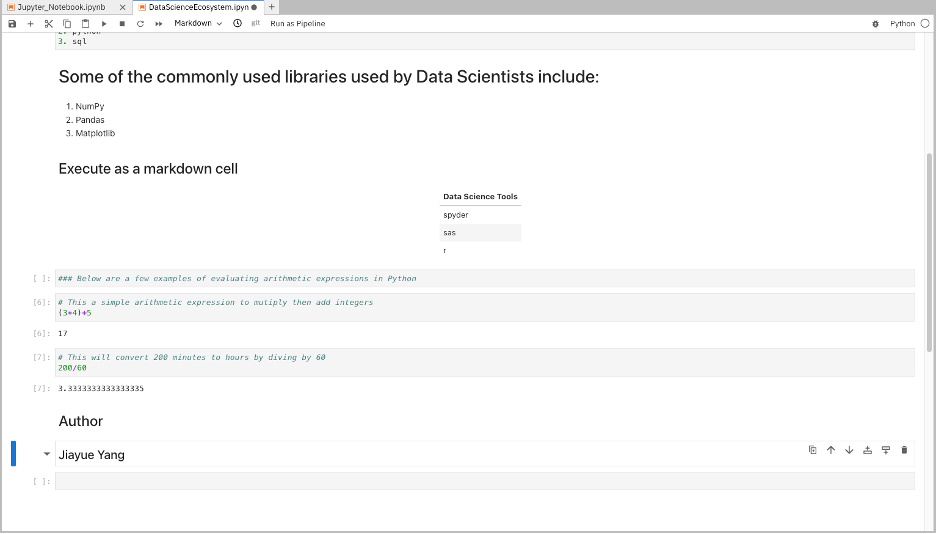 Jupyter_Notebook.ipynb
DataScienceEcosystem.ipyn
Markdown
git
Run as Pipeline
Python
2. python
3. sql
Some of the commonly used libraries used by Data Scientists include:
1. NumPy
2. Pandas
3. Matplotlib
Execute as a markdown cell
Data Science Tools
spyder
sas
r
[ ]: ### Below are a few examples of evaluating arithmetic expressions in Python
[6]: # This a simple arithmetic expression to mutiply then add integers
(3*4)+5
[6]: 17
[7]: # This will convert 200 minutes to hours by diving by 60
200/60
[7]: 3.3333333333333335
Author
Jiayue Yang
[ ]: